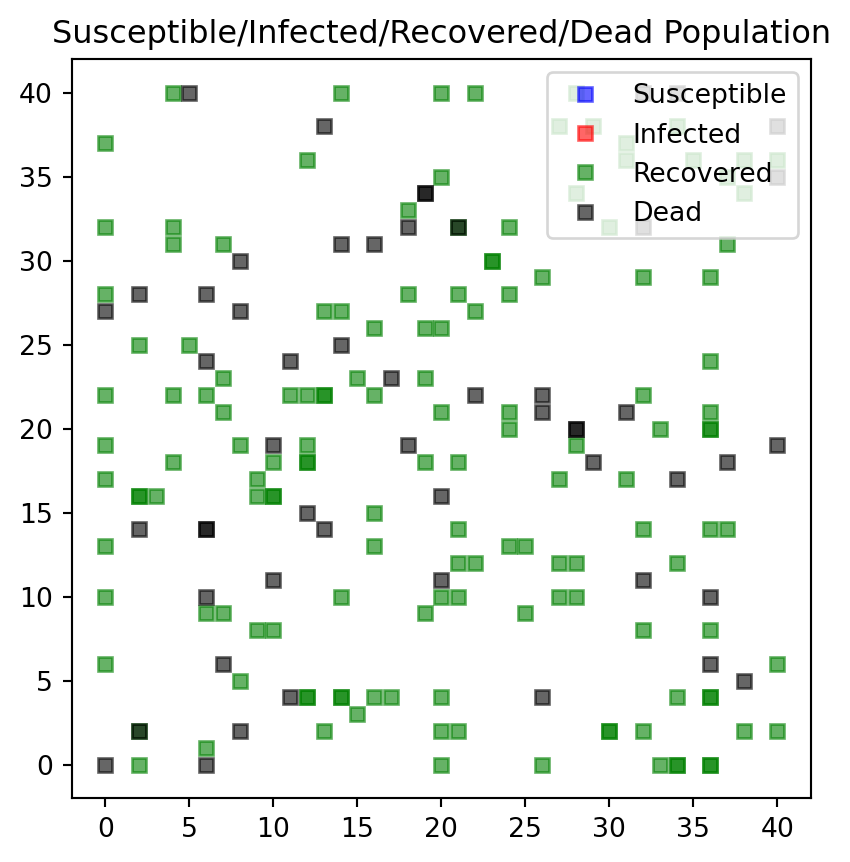 Susceptible/Infected/Recovered/Dead Population
40
35
30
25
20
15
10
5
0
Susceptible
Infected
Recovered
Dead
0 5 10 15 20 25 30 35 40